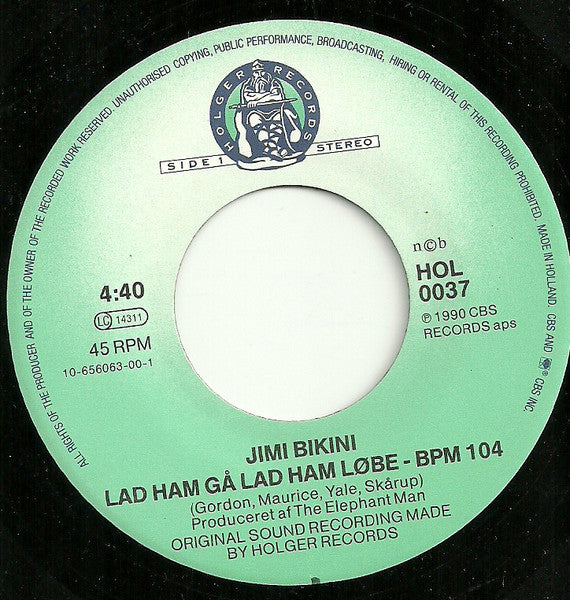 ALL RIGHTS OF THE PRODUCER AND OF THE OWNER OF THE RECORDED WORK RESERVED. UNAUTHORISED COPYING, PUBLIC PERFORMANCE, BROADCASTING, HIRING OR RENTAL OF THIS RECORDING PROHIBITED. MADE IN HOLLAND. CBS AND ® CBS INC.
HOLGER RECORDS
SIDE 1 STEREO
n©b
HOL
0037
℗ 1990 CBS
RECORDS aps
4:40
LC 14311
45 RPM
10-656063-00-1
JIMI BIKINI
LAD HAM GÅ LAD HAM LØBE - BPM 104
(Gordon, Maurice, Yale, Skårup)
Produceret af The Elephant Man
ORIGINAL SOUND RECORDING MADE
BY HOLGER RECORDS